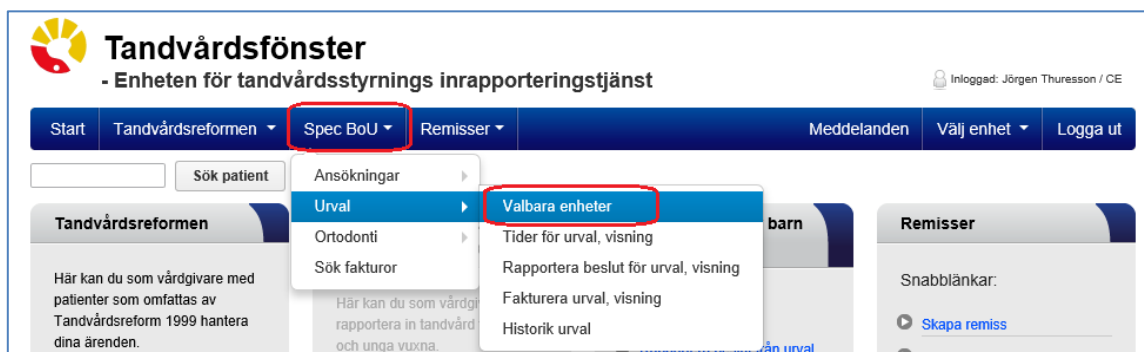 Tandvårdsfönster
- Enheten för tandvårdsstyrnings inrapporteringstjänst
Inloggad: Jörgen Thuresson / CE
Start Tandvårdsreformen Spec BoU Remisser Meddelanden Välj enhet Logga ut
Sök patient
Ansökningar
Urval
Ortodonti
Sök fakturor
Valbara enheter
Tider för urval, visning
Rapportera beslut för urval, visning
Fakturera urval, visning
Historik urval
Tandvårdsreformen
Här kan du som vårdgivare med
patienter som omfattas av
Tandvårdsreform 1999 hantera
dina ärenden.
Här kan du som
rapportera in tandvård
och unga vuxna.
barn
från urval
Remisser
Snabblänkar:
Skapa remiss